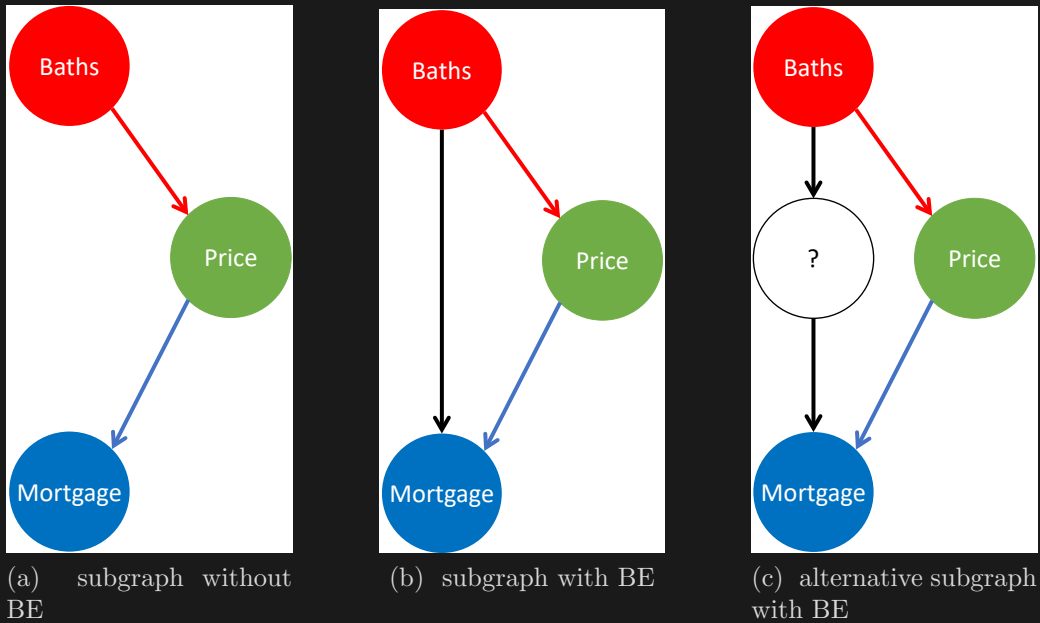 Baths
Price
Mortgage
(a) subgraph without
BE
Baths
Price
Mortgage
(b) subgraph with BE
Baths
?
Price
Mortgage
(c) alternative subgraph
with BE